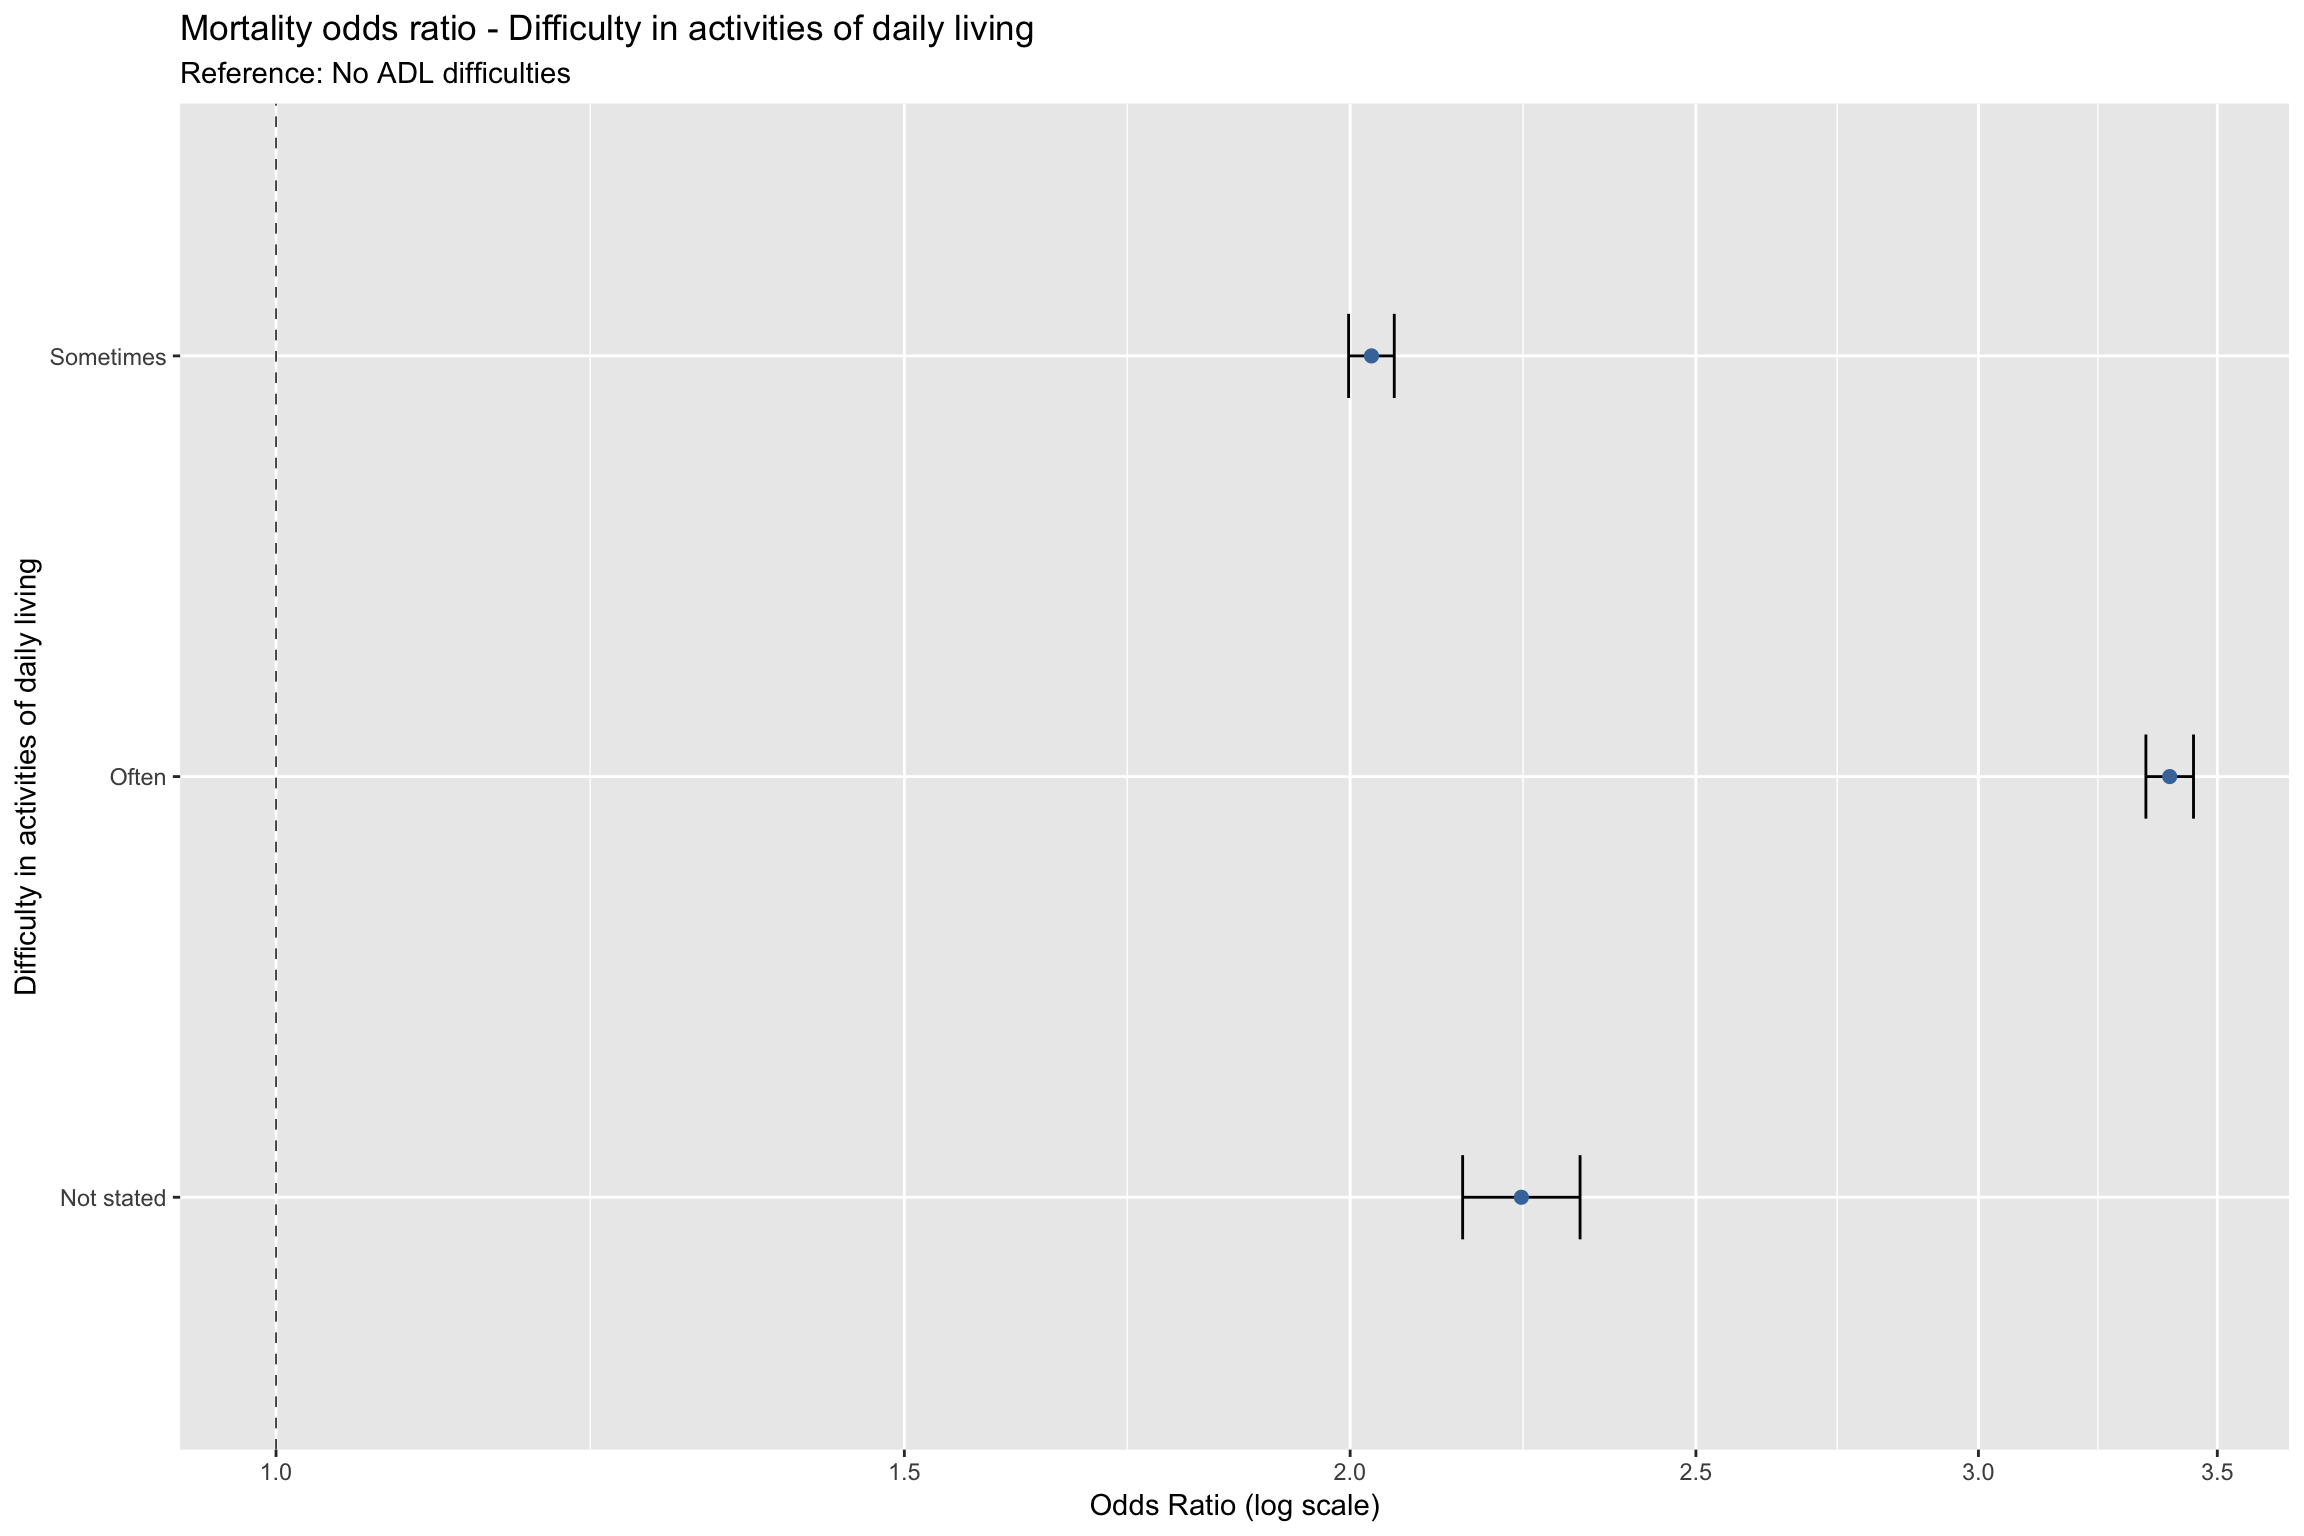 Mortality odds ratio - Difficulty in activities of daily living
Reference: No ADL difficulties
Difficulty in activities of daily living
Sometimes
Often
Not stated
1.0 1.5 2.0 2.5 3.0 3.5
Odds Ratio (log scale)